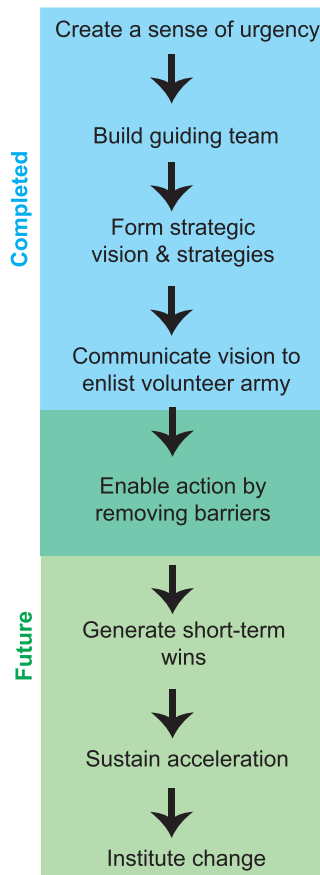 Create a sense of urgency
Build guiding team
Form strategic
vision & strategies
Communicate vision to
enlist volunteer army
Enable action by
removing barriers
Generate short-term
wins
Sustain acceleration
Institute change
Completed
Future